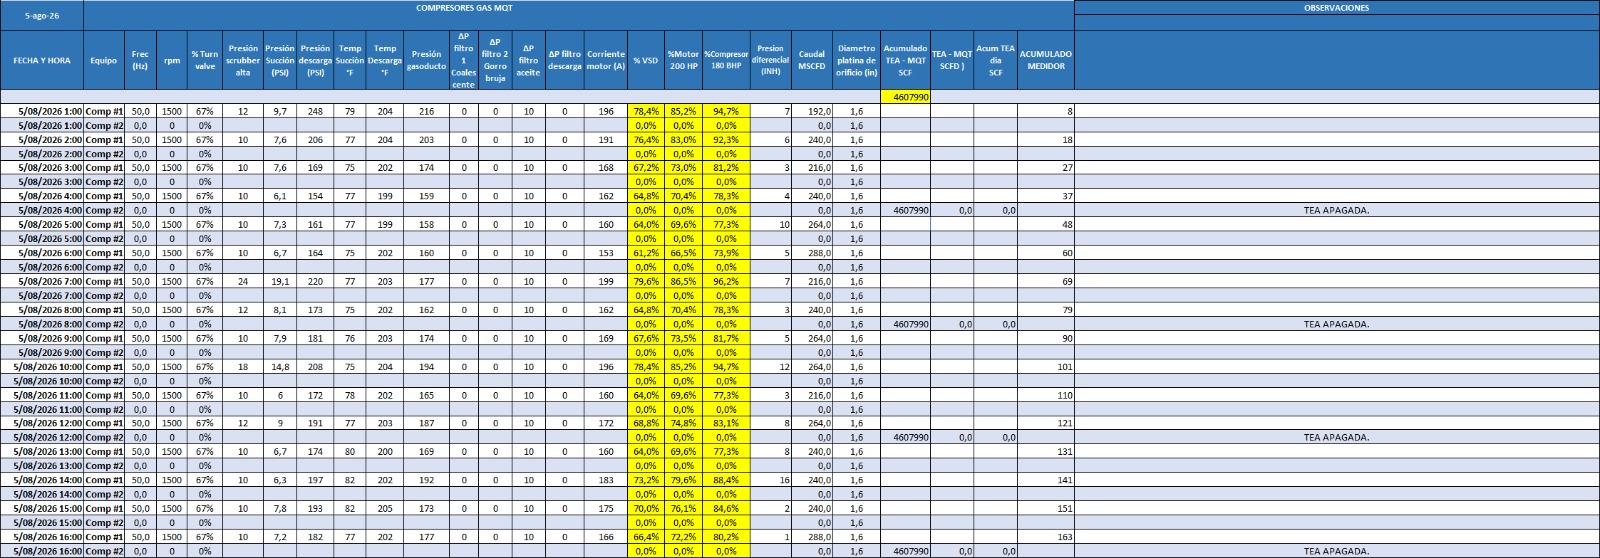 5-ago-26 COMPRESORES GAS MQT OBSERVACIONES
FECHA Y HORA Equipo Frec (Hz) rpm % Turn valve Presión scrubber alta Presión Succión (PSI) Presión descarga (PSI) Temp Succión °F Temp Descarga °F Presión gasoducto ΔP filtro 1 Coales cente ΔP filtro 2 Gorro bruja ΔP filtro aceite ΔP filtro descarga Corriente motor (A) % VSD %Motor 200 HP %Compresor 180 BHP Presion diferencial (INH) Caudal MSCFD Diametro platina de orificio (in) Acumulado TEA - MQT SCF TEA - MQT SCFD ) Acum TEA dia SCF ACUMULADO MEDIDOR
4607990
5/08/2026 1:00 Comp #1 50,0 1500 67% 12 9,7 248 79 204 216 0 0 10 0 196 78,4% 85,2% 94,7% 7 192,0 1,6 8
5/08/2026 1:00 Comp #2 0,0 0 0% 0,0% 0,0% 0,0% 0,0 1,6
5/08/2026 2:00 Comp #1 50,0 1500 67% 10 7,6 206 77 204 203 0 0 10 0 191 76,4% 83,0% 92,3% 6 240,0 1,6 18
5/08/2026 2:00 Comp #2 0,0 0 0% 0,0% 0,0% 0,0% 0,0 1,6
5/08/2026 3:00 Comp #1 50,0 1500 67% 10 7,6 169 75 202 174 0 0 10 0 168 67,2% 73,0% 81,2% 3 216,0 1,6 27
5/08/2026 3:00 Comp #2 0,0 0 0% 0,0% 0,0% 0,0% 0,0 1,6
5/08/2026 4:00 Comp #1 50,0 1500 67% 10 6,1 154 77 199 159 0 0 10 0 162 64,8% 70,4% 78,3% 4 240,0 1,6 37
5/08/2026 4:00 Comp #2 0,0 0 0% 0,0% 0,0% 0,0% 0,0 1,6 4607990 0,0 0,0 TEA APAGADA.
5/08/2026 5:00 Comp #1 50,0 1500 67% 10 7,3 161 77 199 158 0 0 10 0 160 64,0% 69,6% 77,3% 10 264,0 1,6 48
5/08/2026 5:00 Comp #2 0,0 0 0% 0,0% 0,0% 0,0% 0,0 1,6
5/08/2026 6:00 Comp #1 50,0 1500 67% 10 6,7 164 75 202 160 0 0 10 0 153 61,2% 66,5% 73,9% 5 288,0 1,6 60
5/08/2026 6:00 Comp #2 0,0 0 0% 0,0% 0,0% 0,0% 0,0 1,6
5/08/2026 7:00 Comp #1 50,0 1500 67% 24 19,1 220 77 203 177 0 0 10 0 199 79,6% 86,5% 96,2% 7 216,0 1,6 69
5/08/2026 7:00 Comp #2 0,0 0 0% 0,0% 0,0% 0,0% 0,0 1,6
5/08/2026 8:00 Comp #1 50,0 1500 67% 12 8,1 173 75 202 162 0 0 10 0 162 64,8% 70,4% 78,3% 3 240,0 1,6 79
5/08/2026 8:00 Comp #2 0,0 0 0% 0,0% 0,0% 0,0% 0,0 1,6 4607990 0,0 0,0 TEA APAGADA.
5/08/2026 9:00 Comp #1 50,0 1500 67% 10 7,9 181 76 203 174 0 0 10 0 169 67,6% 73,5% 81,7% 5 264,0 1,6 90
5/08/2026 9:00 Comp #2 0,0 0 0% 0,0% 0,0% 0,0% 0,0 1,6
5/08/2026 10:00 Comp #1 50,0 1500 67% 18 14,8 208 75 204 194 0 0 10 0 196 78,4% 85,2% 94,7% 12 264,0 1,6 101
5/08/2026 10:00 Comp #2 0,0 0 0% 0,0% 0,0% 0,0% 0,0 1,6
5/08/2026 11:00 Comp #1 50,0 1500 67% 10 6 172 78 202 165 0 0 10 0 160 64,0% 69,6% 77,3% 3 216,0 1,6 110
5/08/2026 11:00 Comp #2 0,0 0 0% 0,0% 0,0% 0,0% 0,0 1,6
5/08/2026 12:00 Comp #1 50,0 1500 67% 12 9 191 77 203 187 0 0 10 0 172 68,8% 74,8% 83,1% 8 264,0 1,6 121
5/08/2026 12:00 Comp #2 0,0 0 0% 0,0% 0,0% 0,0% 0,0 1,6 4607990 0,0 0,0 TEA APAGADA.
5/08/2026 13:00 Comp #1 50,0 1500 67% 10 6,7 174 80 200 169 0 0 10 0 160 64,0% 69,6% 77,3% 8 240,0 1,6 131
5/08/2026 13:00 Comp #2 0,0 0 0% 0,0% 0,0% 0,0% 0,0 1,6
5/08/2026 14:00 Comp #1 50,0 1500 67% 10 6,3 197 82 202 192 0 0 10 0 183 73,2% 79,6% 88,4% 16 240,0 1,6 141
5/08/2026 14:00 Comp #2 0,0 0 0% 0,0% 0,0% 0,0% 0,0 1,6
5/08/2026 15:00 Comp #1 50,0 1500 67% 10 7,8 193 82 205 173 0 0 10 0 175 70,0% 76,1% 84,6% 2 240,0 1,6 151
5/08/2026 15:00 Comp #2 0,0 0 0% 0,0% 0,0% 0,0% 0,0 1,6
5/08/2026 16:00 Comp #1 50,0 1500 67% 10 7,2 182 77 202 177 0 0 10 0 166 66,4% 72,2% 80,2% 1 288,0 1,6 163
5/08/2026 16:00 Comp #2 0,0 0 0% 0,0% 0,0% 0,0% 0,0 1,6 4607990 0,0 0,0 TEA APAGADA.